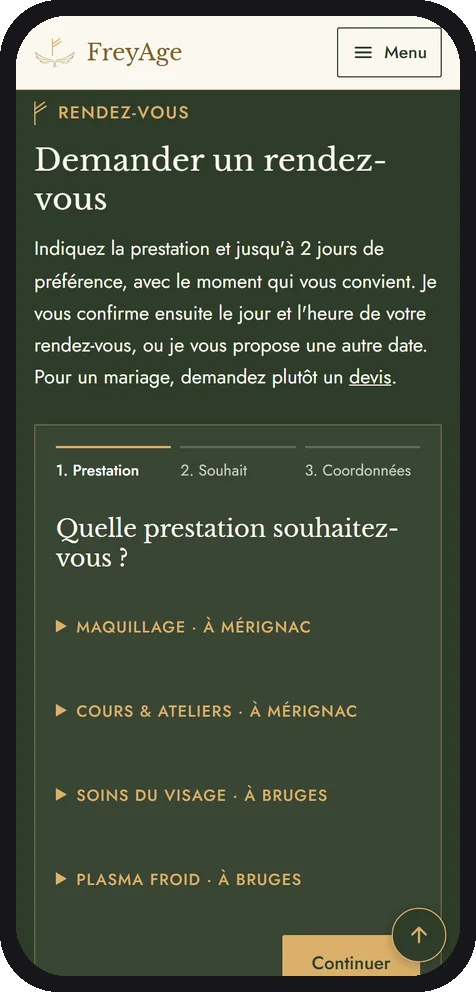 FreyAge
Menu
RENDEZ-VOUS
Demander un rendez-
vous
Indiquez la prestation et jusqu'à 2 jours de
préférence, avec le moment qui vous convient. Je
vous confirme ensuite le jour et l'heure de votre
rendez-vous, ou je vous propose une autre date.
Pour un mariage, demandez plutôt un devis.
1. Prestation
2. Souhait
3. Coordonnées
Quelle prestation souhaitez-
vous ?
MAQUILLAGE · À MÉRIGNAC
COURS & ATELIERS · À MÉRIGNAC
SOINS DU VISAGE · À BRUGES
PLASMA FROID · À BRUGES
Continuer